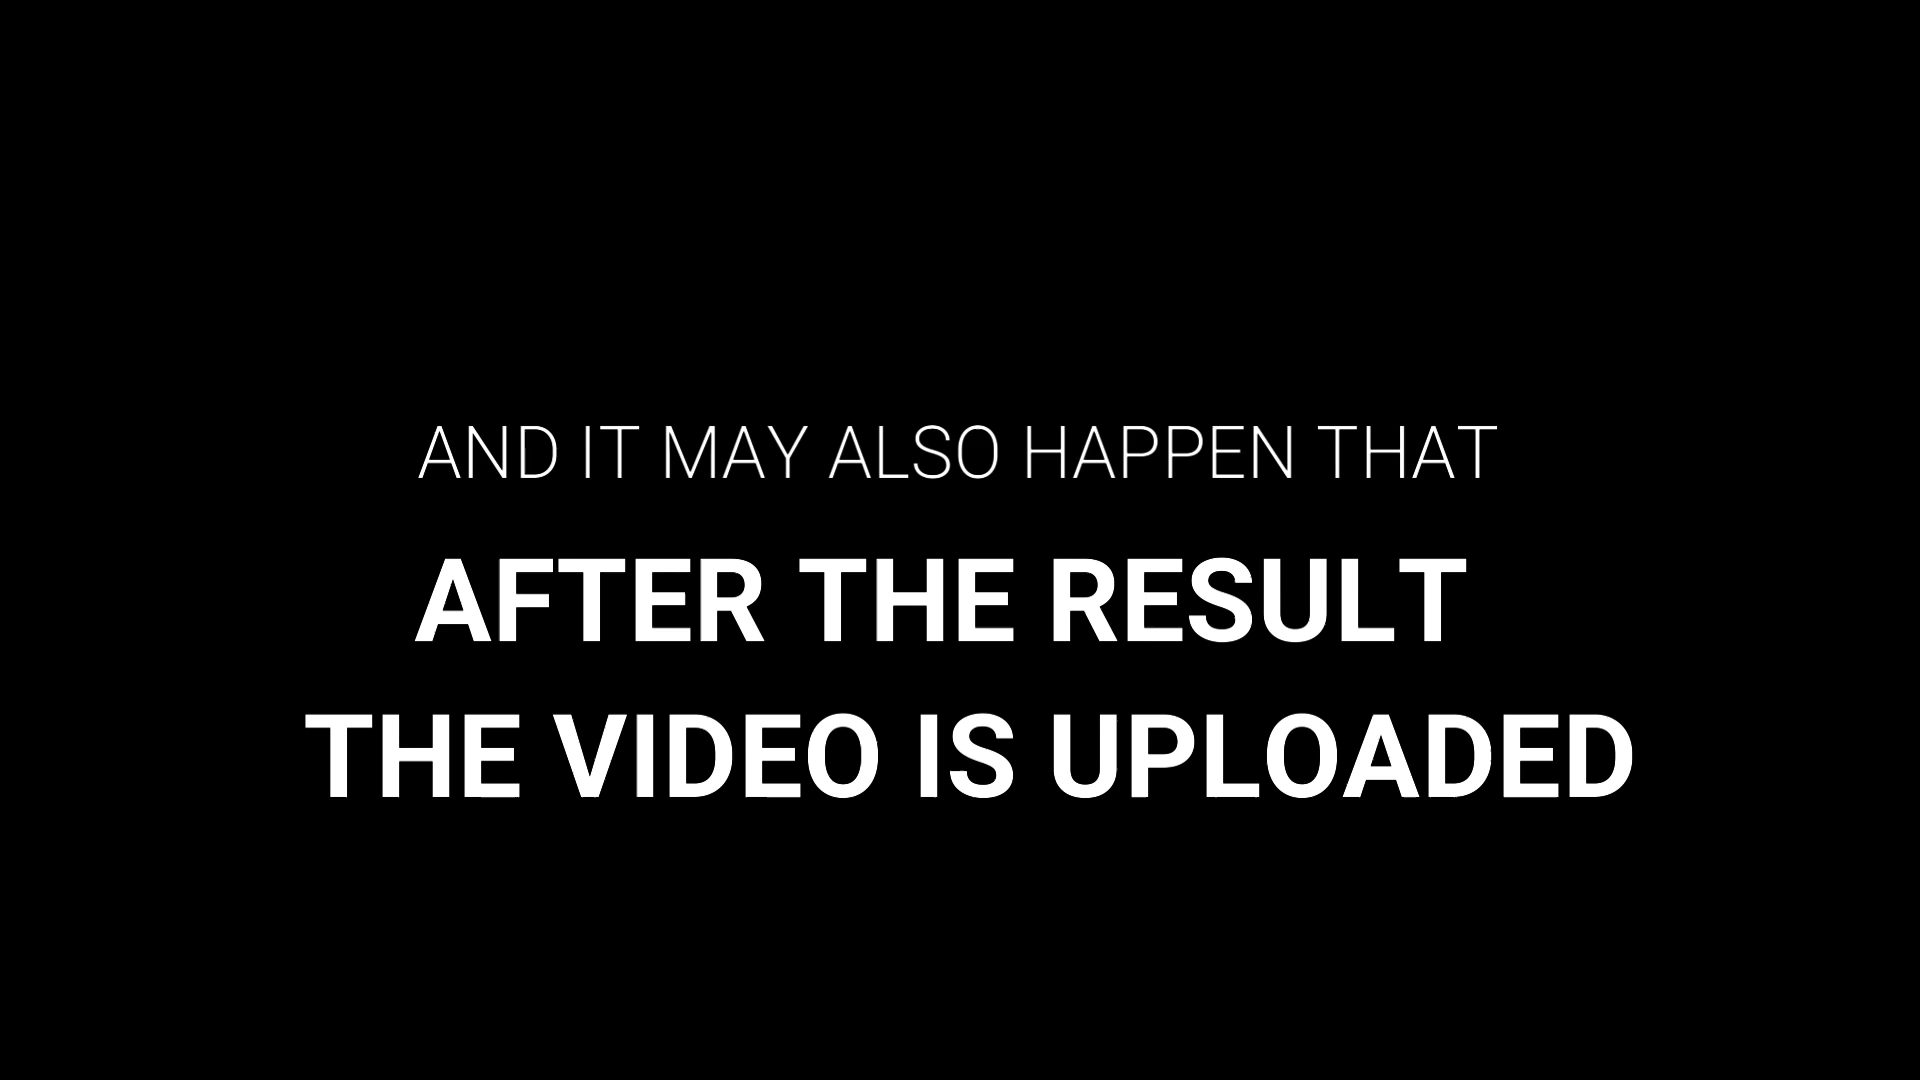 AND IT MAY ALSO HAPPEN THAT
AFTER THE RESULT
THE VIDEO IS UPLOADED